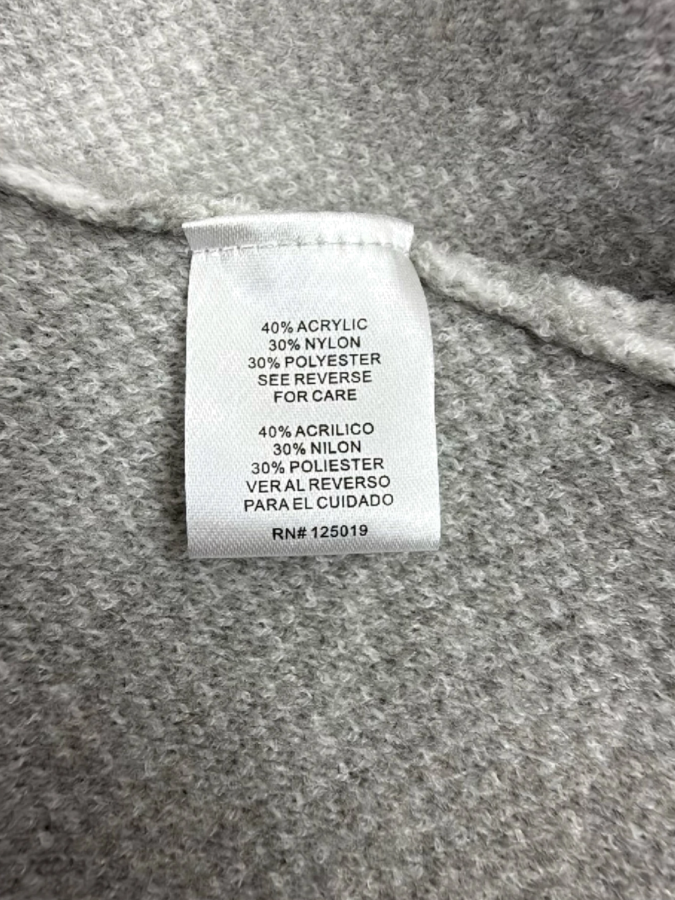 40% ACRYLIC
30% NYLON
30% POLYESTER
SEE REVERSE
FOR CARE
40% ACRILICO
30% NILON
30% POLIESTER
VER AL REVERSO
PARA EL CUIDADO
RN# 125019